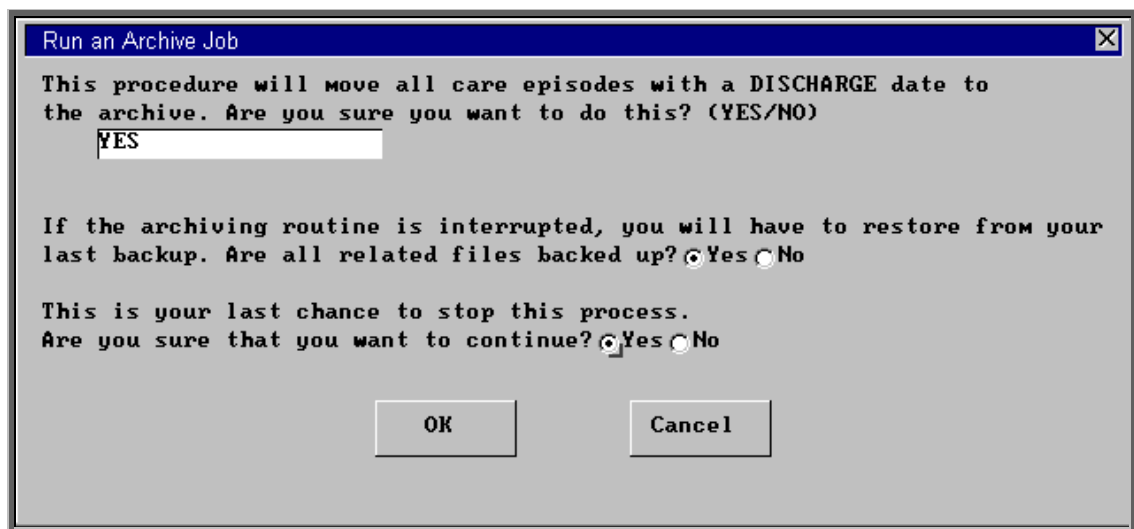 Run an Archive Job
This procedure will move all care episodes with a DISCHARGE date to
the archive. Are you sure you want to do this? (YES/NO)
YES
If the archiving routine is interrupted, you will have to restore from your
last backup. Are all related files backed up? Yes No
This is your last chance to stop this process.
Are you sure that you want to continue? Yes No
OK Cancel